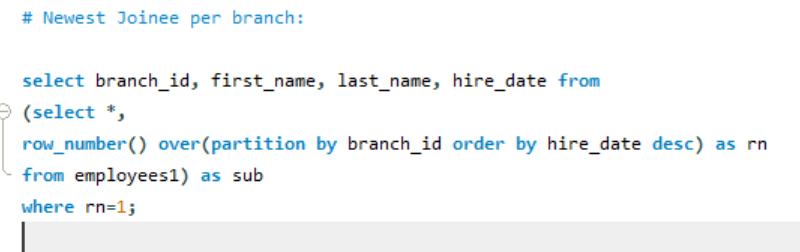 # Newest Joinee per branch:
select branch_id, first_name, last_name, hire_date from
(select *,
row_number() over(partition by branch_id order by hire_date desc) as rn
from employees1) as sub
where rn=1;